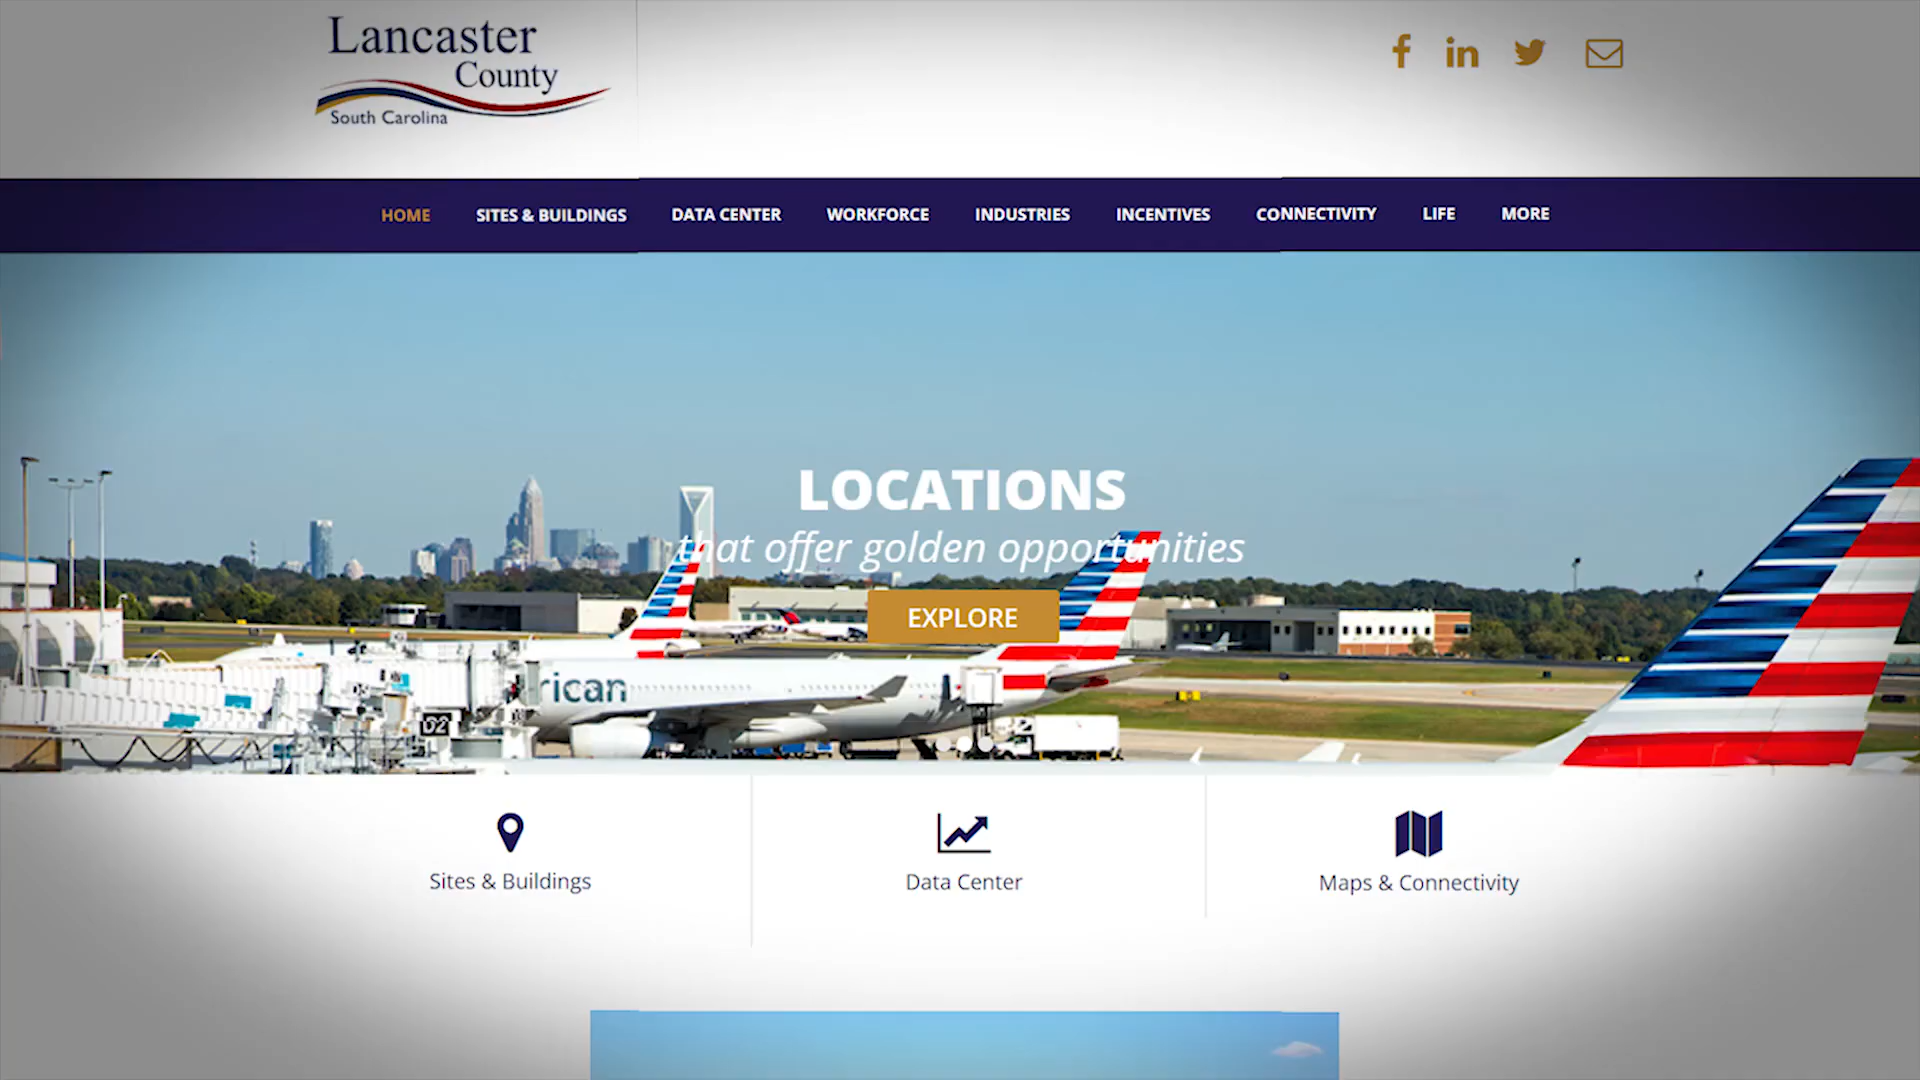 Lancaster
County
South Carolina
HOME SITES & BUILDINGS DATA CENTER WORKFORCE INDUSTRIES INCENTIVES CONNECTIVITY LIFE MORE
LOCATIONS
that offer golden opportunities
EXPLORE
rican
D2
Sites & Buildings
Data Center
Maps & Connectivity